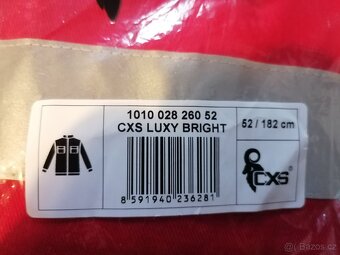 1010 028 260 52
CXS LUXY BRIGHT
52 / 182 cm
CXS
8 591940 236281
Bazos.cz